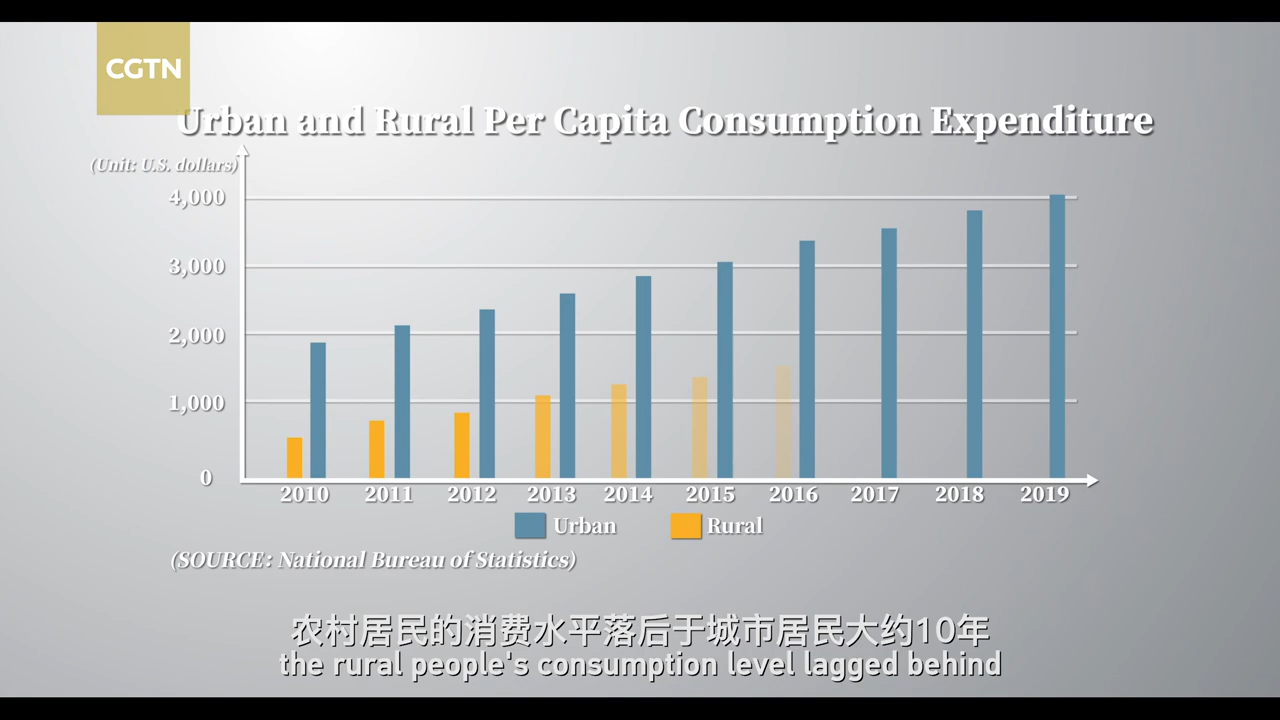 CGTN
Urban and Rural Per Capita Consumption Expenditure
(Unit: U.S. dollars)
4,000
3,000
2,000
1,000
0
2010 2011 2012 2013 2014 2015 2016 2017 2018 2019
Urban Rural
(SOURCE: National Bureau of Statistics)
农村居民的消费水平落后于城市居民大约10年
the rural people's consumption level lagged behind